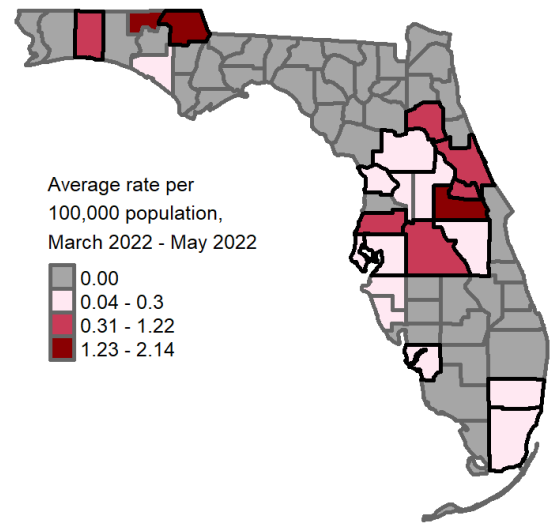 Average rate per
100,000 population,
March 2022 - May 2022
0.00
0.04 - 0.3
0.31 - 1.22
1.23 - 2.14